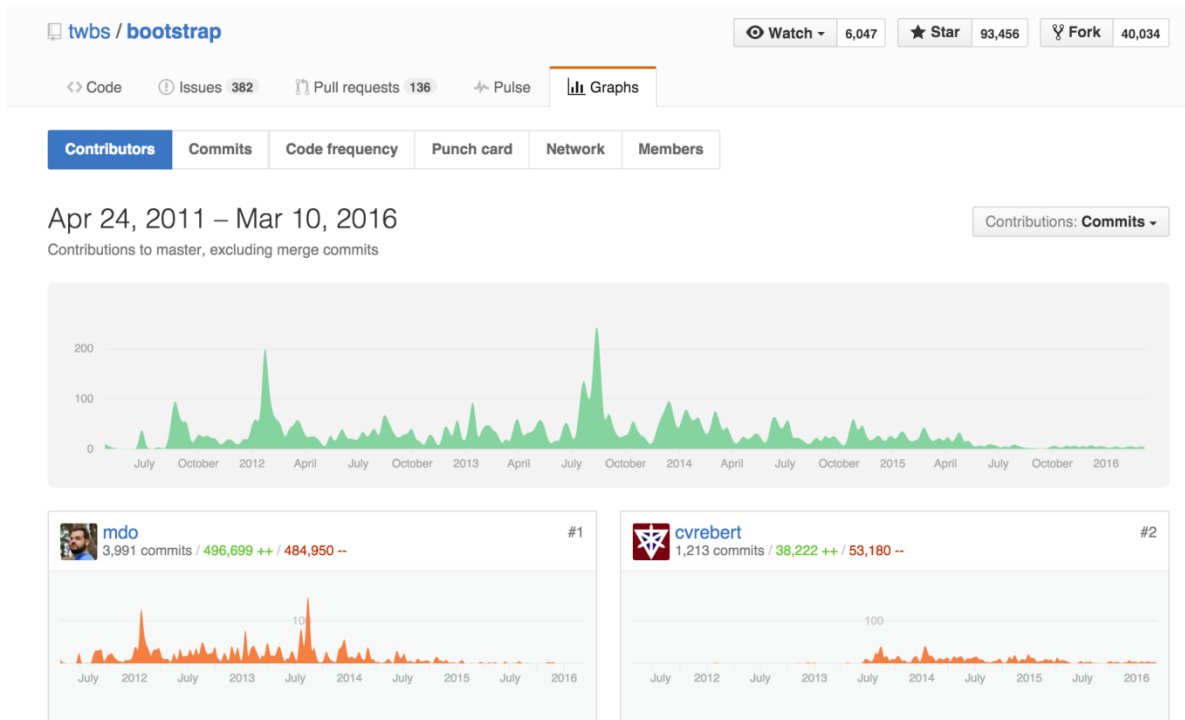 twbs / bootstrap
Watch 6,047 Star 93,456 Fork 40,034
Code Issues 382 Pull requests 136 Pulse Graphs
Contributors Commits Code frequency Punch card Network Members
Apr 24, 2011 – Mar 10, 2016
Contributions: Commits
Contributions to master, excluding merge commits
200
100
0
July October 2012 April July October 2013 April July October 2014 April July October 2015 April July October 2016
mdo #1
3,991 commits / 496,699 ++ / 484,950 --
100
July 2012 July 2013 July 2014 July 2015 July 2016
cvrebert #2
1,213 commits / 38,222 ++ / 53,180 --
100
July 2012 July 2013 July 2014 July 2015 July 2016